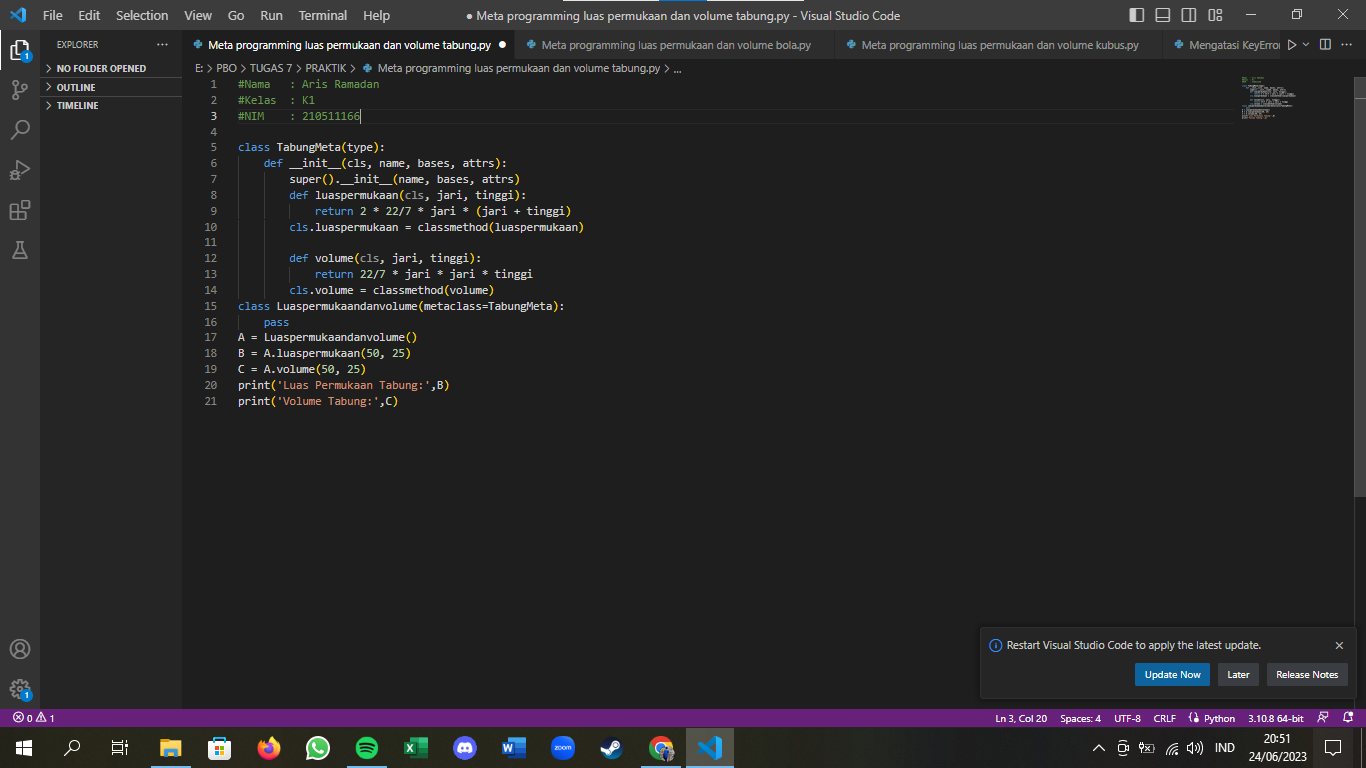 File Edit Selection View Go Run Terminal Help
● Meta programming luas permukaan dan volume tabung.py - Visual Studio Code
EXPLORER ···
NO FOLDER OPENED
OUTLINE
TIMELINE
Meta programming luas permukaan dan volume tabung.py ●
Meta programming luas permukaan dan volume bola.py
Meta programming luas permukaan dan volume kubus.py
Mengatasi KeyError
E: > PBO > TUGAS 7 > PRAKTIK > Meta programming luas permukaan dan volume tabung.py > ...
1 #Nama   : Aris Ramadan
2 #Kelas  : K1
3 #NIM    : 210511166
4
5 class TabungMeta(type):
6     def __init__(cls, name, bases, attrs):
7         super().__init__(name, bases, attrs)
8         def luaspermukaan(cls, jari, tinggi):
9             return 2 * 22/7 * jari * (jari + tinggi)
10         cls.luaspermukaan = classmethod(luaspermukaan)
11
12         def volume(cls, jari, tinggi):
13             return 22/7 * jari * jari * tinggi
14         cls.volume = classmethod(volume)
15 class Luaspermukaandanvolume(metaclass=TabungMeta):
16     pass
17 A = Luaspermukaandanvolume()
18 B = A.luaspermukaan(50, 25)
19 C = A.volume(50, 25)
20 print('Luas Permukaan Tabung:',B)
21 print('Volume Tabung:',C)
Restart Visual Studio Code to apply the latest update.
Update Now Later Release Notes
1
1
0 1
Ln 3, Col 20 Spaces: 4 UTF-8 CRLF Python 3.10.8 64-bit
zoom
IND
20:51
24/06/2023